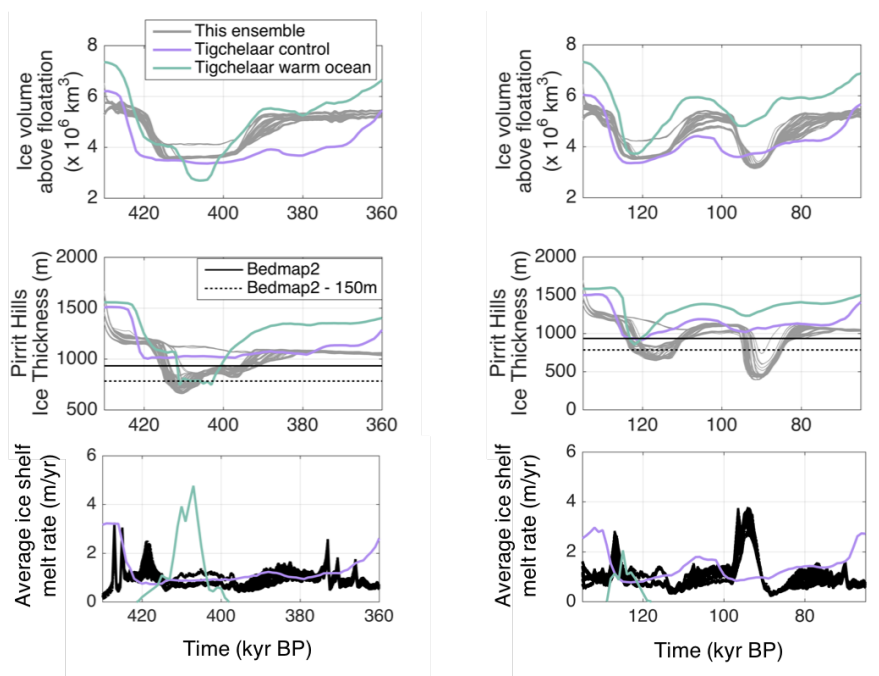 This ensemble
Tigchelaar control
Tigchelaar warm ocean
Ice volume
above floatation
(x 10⁶ km³)
8
6
4
2
420
400
380
360
Ice volume
above floatation
(x 10⁶ km³)
8
6
4
2
120
100
80
Bedmap2
Bedmap2 - 150m
Pirrit Hills
Ice Thickness (m)
2000
1500
1000
500
420
400
380
360
Pirrit Hills
Ice Thickness (m)
2000
1500
1000
500
0
120
100
80
Average ice shelf
melt rate (m/yr)
6
4
2
0
420
400
380
360
Time (kyr BP)
Average ice shelf
melt rate (m/yr)
6
4
2
0
120
100
80
Time (kyr BP)